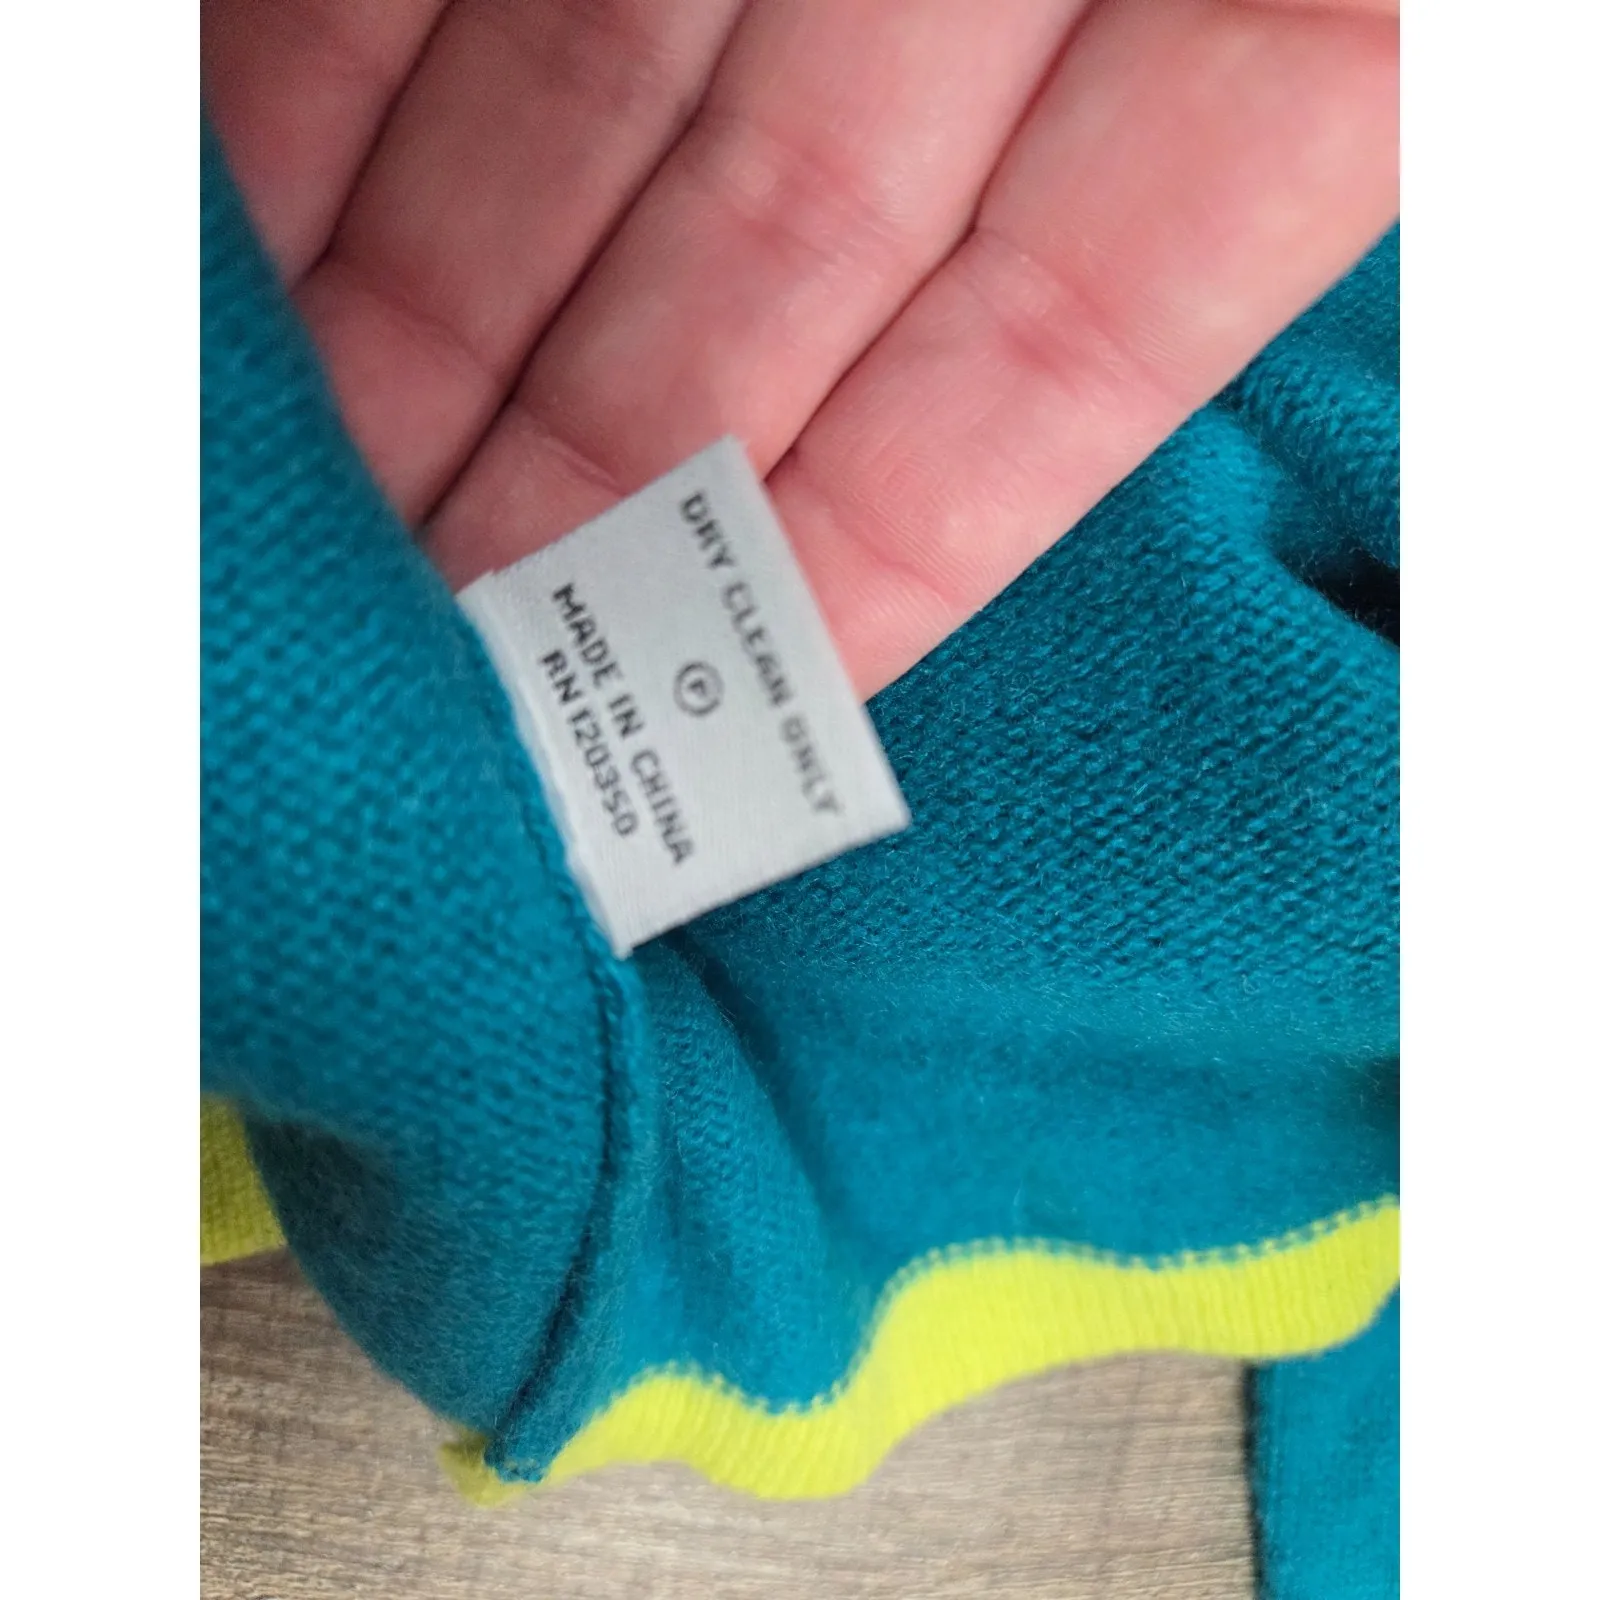 DRY CLEAN ONLY
P
MADE IN CHINA
RN 120350